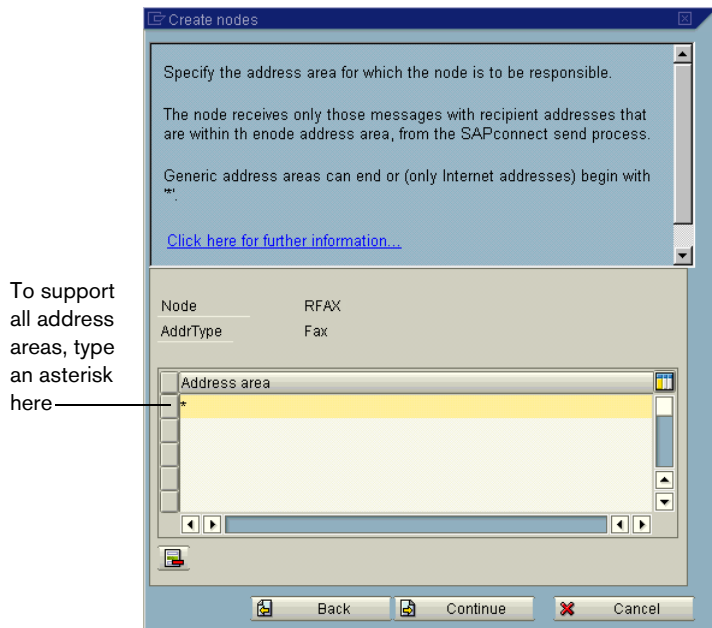 Create nodes
Specify the address area for which the node is to be responsible.
The node receives only those messages with recipient addresses that
are within th enode address area, from the SAPconnect send process.
Generic address areas can end or (only Internet addresses) begin with
'*'.
Click here for further information...
To support
all address
areas, type
an asterisk
here
Node RFAX
AddrType Fax
Address area
*
Back Continue Cancel